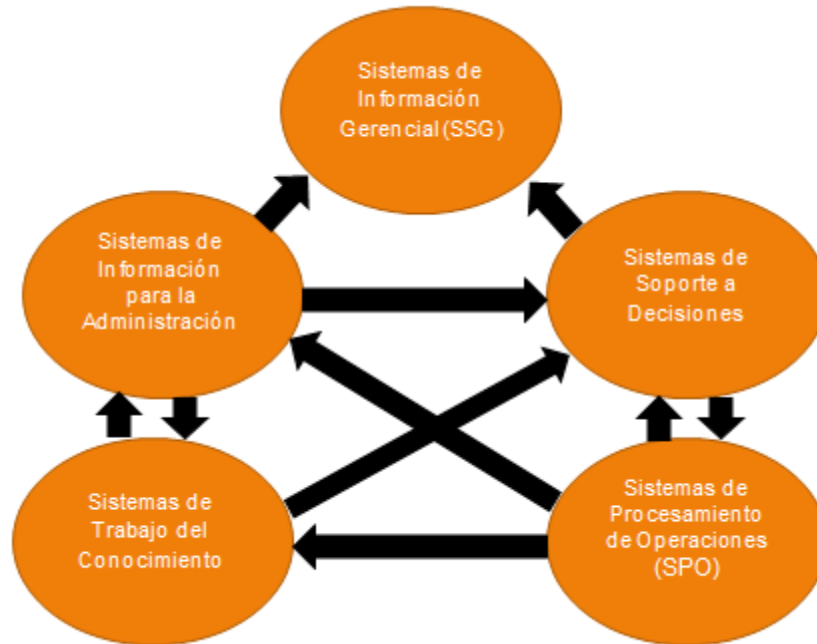 Sistemas de
Información
Gerencial(SSG)
Sistemas de
Información
para la
Administración
Sistemas de
Soporte a
Decisiones
Sistemas de
Trabajo del
Conocimiento
Sistemas de
Procesamiento
de Operaciones
(SPO)